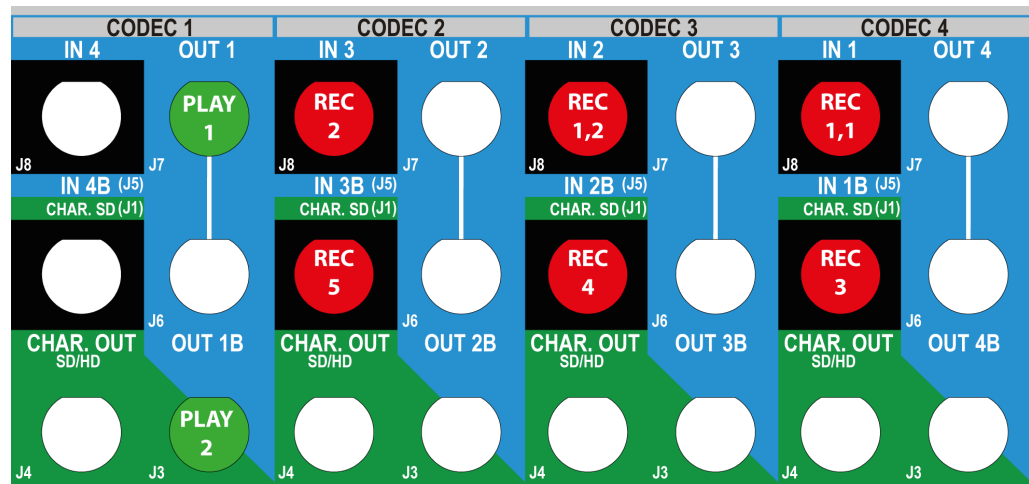 CODEC 1 CODEC 2 CODEC 3 CODEC 4
IN 4 OUT 1 IN 3 OUT 2 IN 2 OUT 3 IN 1 OUT 4
PLAY REC REC REC
1 2 1,2 1,1
J8 J7 J8 J7 J8 J7 J8 J7
IN 4B (J5) IN 3B (J5) IN 2B (J5) IN 1B (J5)
CHAR. SD (J1) CHAR. SD (J1) CHAR. SD (J1) CHAR. SD (J1)
REC REC REC
5 4 3
J6 J6 J6 J6
CHAR. OUT OUT 1B CHAR. OUT OUT 2B CHAR. OUT OUT 3B CHAR. OUT OUT 4B
SD/HD SD/HD SD/HD SD/HD
PLAY
2
J4 J3 J4 J3 J4 J3 J4 J3